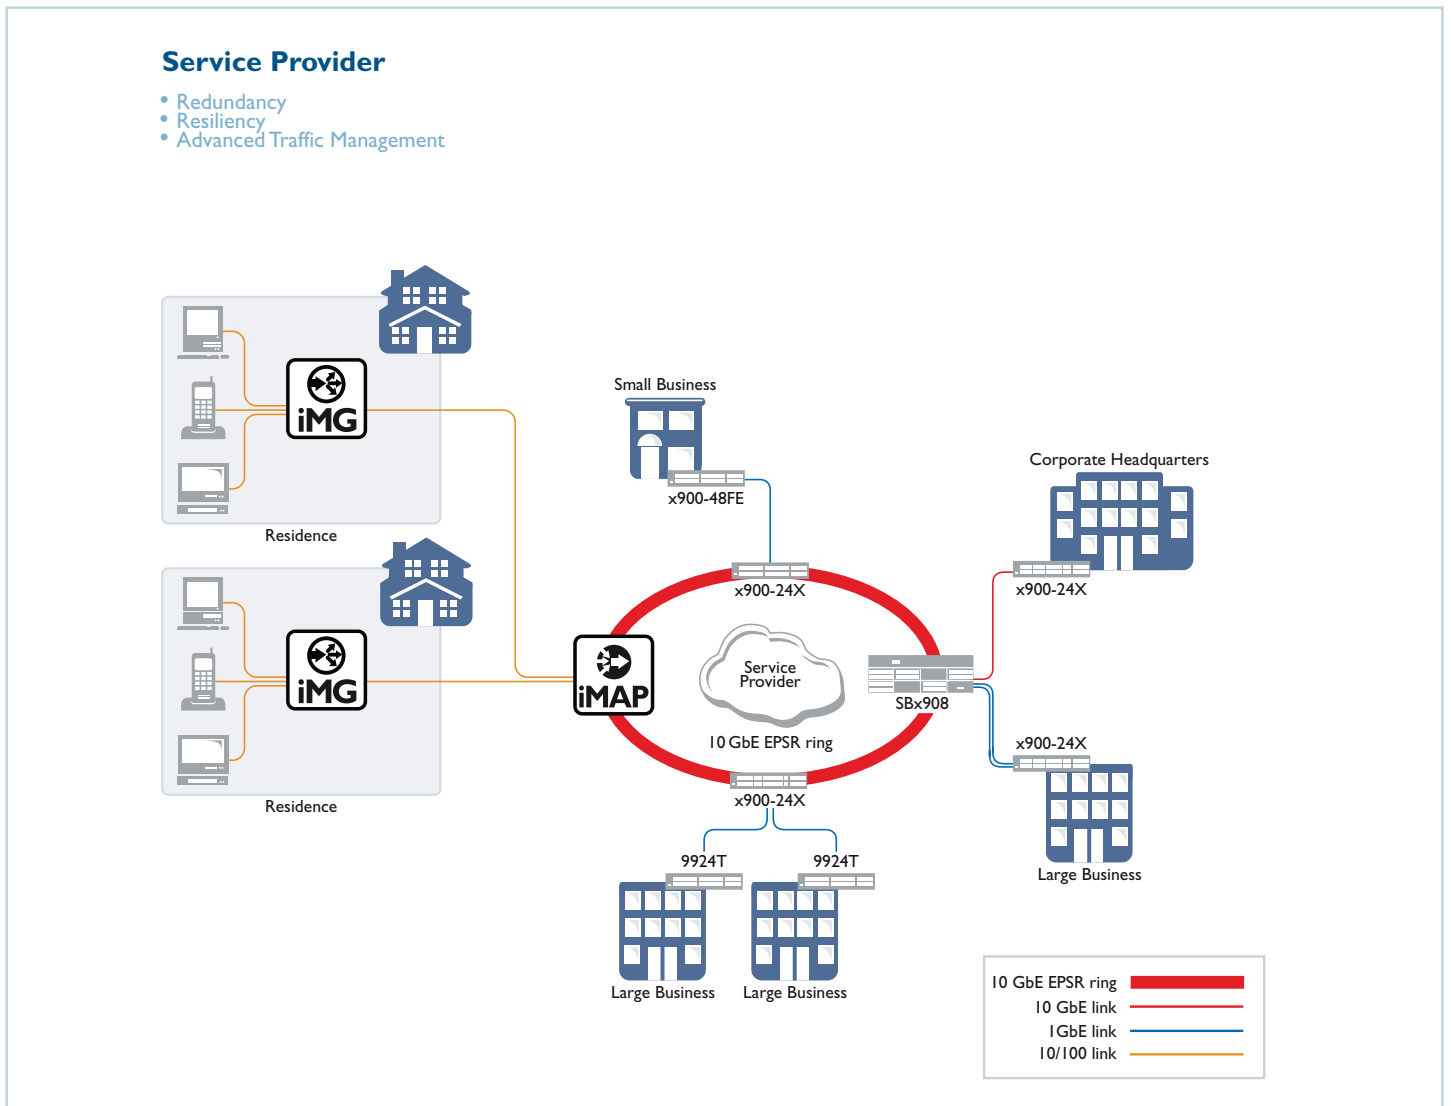 Service Provider
• Redundancy
• Resiliency
• Advanced Traffic Management
iMG
Residence
iMG
Residence
Small Business
x900-48FE
Corporate Headquarters
x900-24X
x900-24X
iMAP
Service
Provider
SBx908
10 GbE EPSR ring
x900-24X
x900-24X
Large Business
9924T
9924T
Large Business
Large Business
10 GbE EPSR ring
10 GbE link
1GbE link
10/100 link